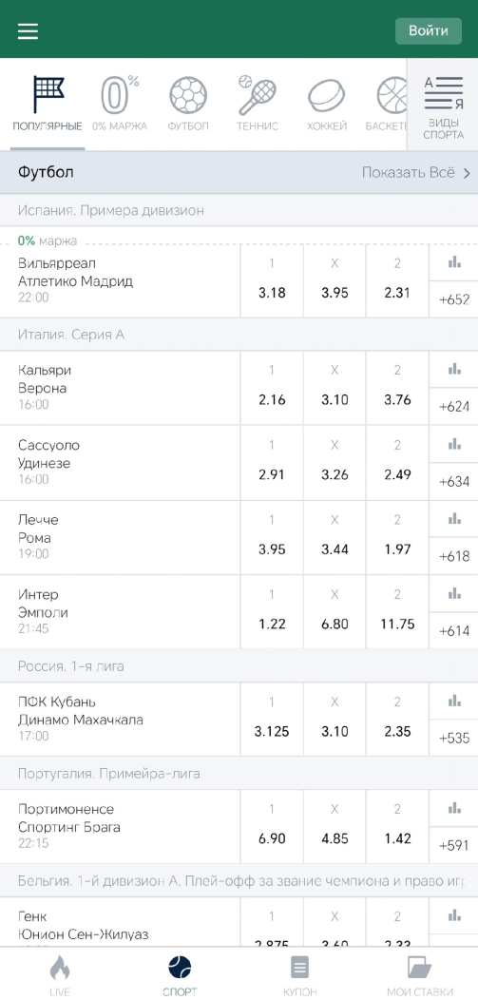 Войти
ПОПУЛЯРНЫЕ
0%
0% МАРЖА
ФУТБОЛ
ТЕННИС
ХОККЕЙ
БАСКЕТ
А
Я
ВИДЫ
СПОРТА
Футбол
Показать Всё
Испания. Примера дивизион
0% маржа
Вильярреал
Атлетико Мадрид
22:00
1 X 2
3.18 3.95 2.31
+652
Италия. Серия А
Кальяри
Верона
16:00
1 X 2
2.16 3.10 3.76
+624
Сассуоло
Удинезе
16:00
1 X 2
2.91 3.26 2.49
+634
Лечче
Рома
19:00
1 X 2
3.95 3.44 1.97
+618
Интер
Эмполи
21:45
1 X 2
1.22 6.80 11.75
+614
Россия. 1-я лига
ПФК Кубань
Динамо Махачкала
17:00
1 X 2
3.125 3.10 2.35
+535
Португалия. Примейра-лига
Портимоненсе
Спортинг Брага
22:15
1 X 2
6.90 4.85 1.42
+591
Бельгия. 1-й дивизион А. Плей-офф за звание чемпиона и право иг
Генк
Юнион Сен-Жилуаз
1 X 2
2.875 3.60 2.33
LIVE
СПОРТ
КУПОН
МОИ СТАВКИ